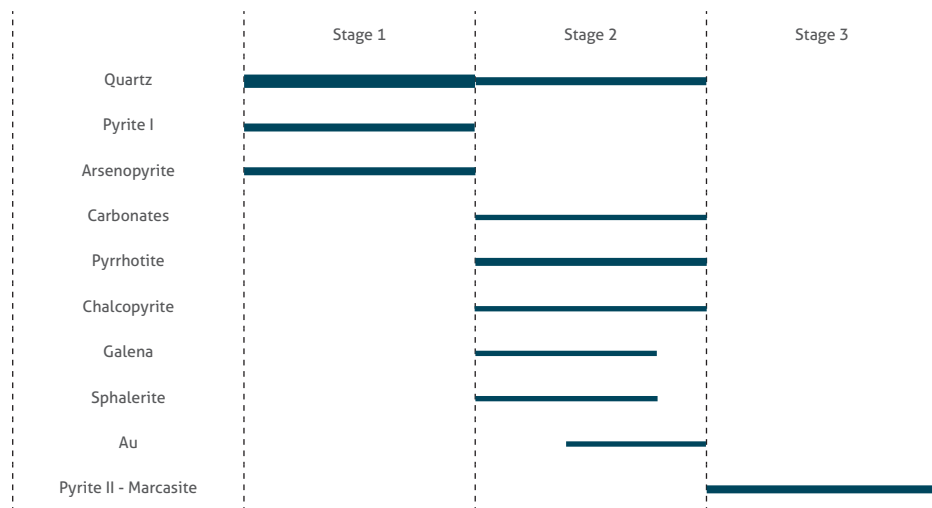 Stage 1 Stage 2 Stage 3
Quartz
Pyrite I
Arsenopyrite
Carbonates
Pyrrhotite
Chalcopyrite
Galena
Sphalerite
Au
Pyrite II - Marcasite